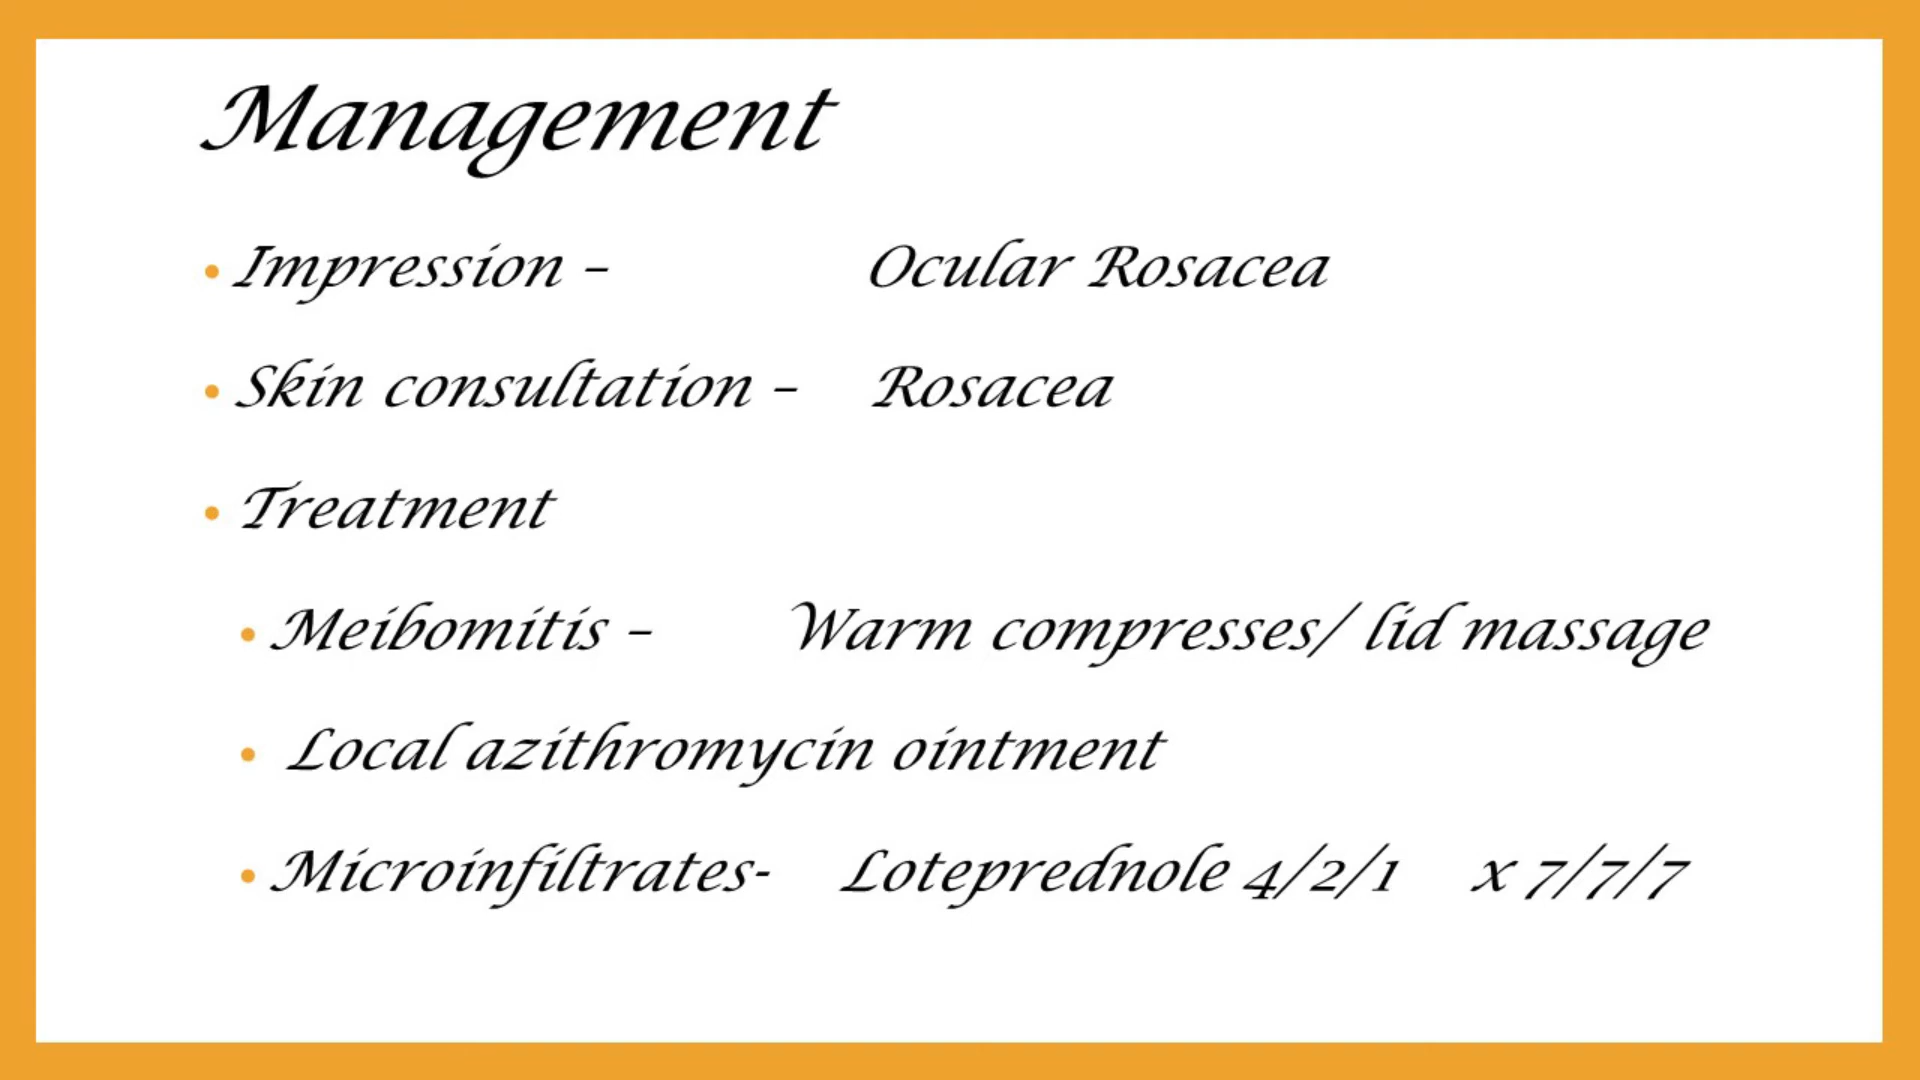 Management
• Impression – Ocular Rosacea
• Skin consultation – Rosacea
• Treatment
• Meibomitis – Warm compresses/ lid massage
• Local azithromycin ointment
• Microinfiltrates- Loteprednole 4/2/1 x 7/7/7